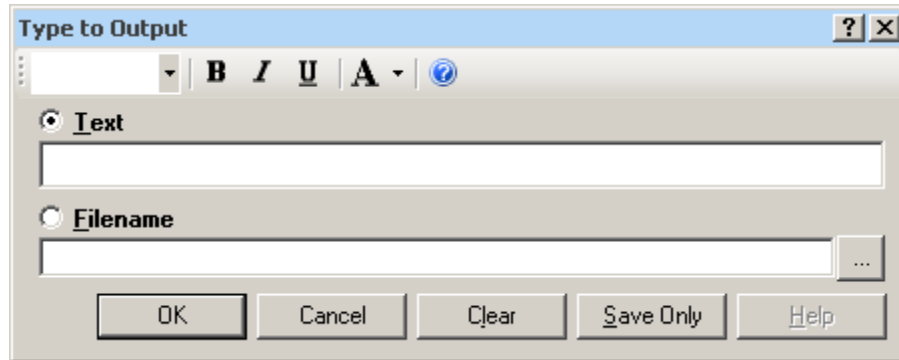 Type to Output
B I U A
Text
Filename
...
OK Cancel Clear Save Only Help